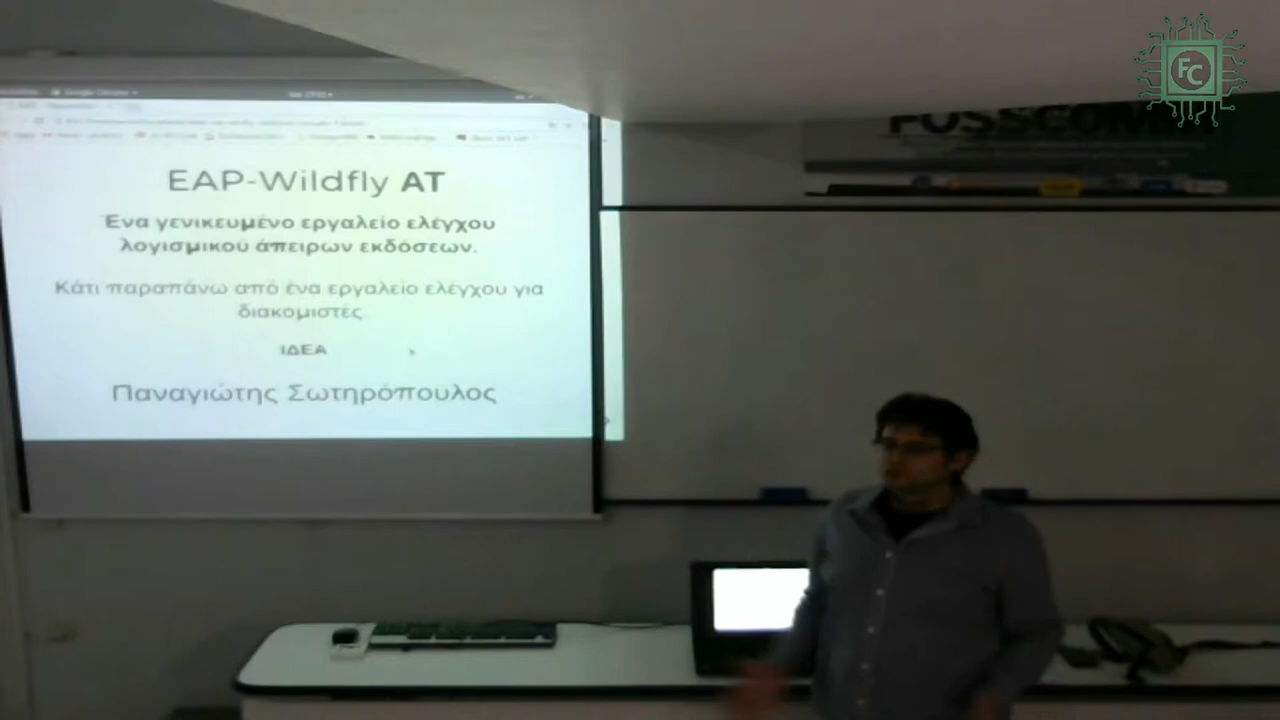 FC
FOSSCOMM
EAP-Wildfly AT
Ένα γενικευμένο εργαλείο ελέγχου
λογισμικού άπειρων εκδόσεων.
Κάτι παραπάνω από ένα εργαλείο ελέγχου για
διακομιστές.
ΙΔΕΑ
Παναγιώτης Σωτηρόπουλος